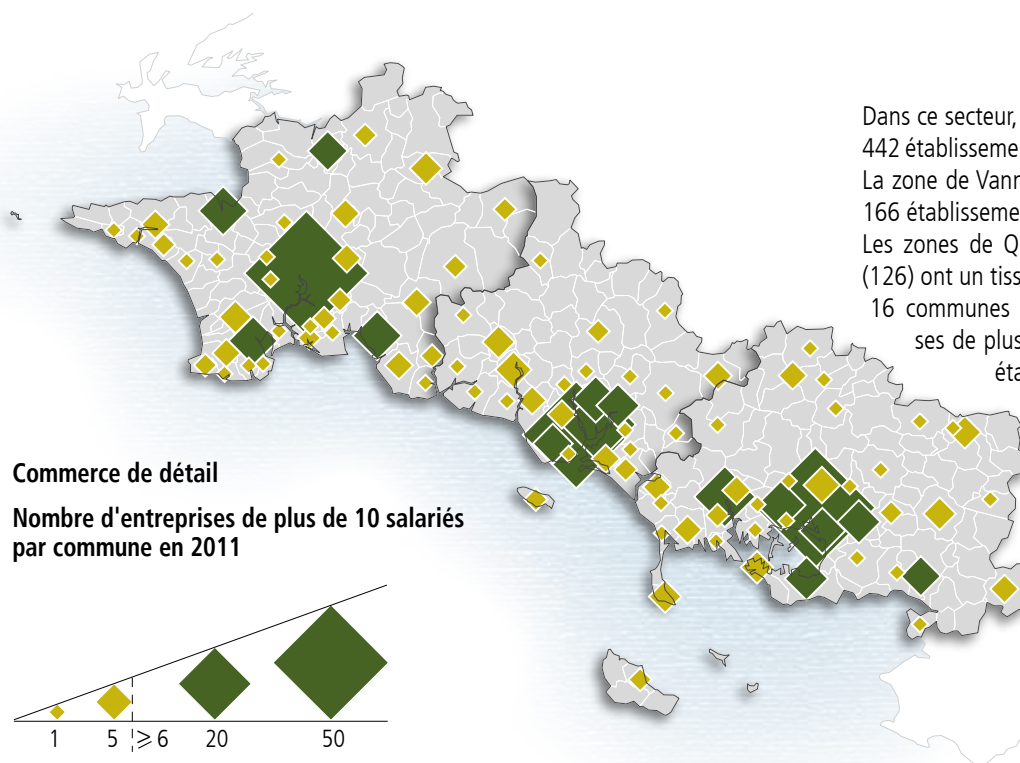 Dans ce secteur,
442 établisseme
La zone de Vann
166 établisseme
Les zones de Q
(126) ont un tiss
16 communes
ses de plus
éta
Commerce de détail
Nombre d'entreprises de plus de 10 salariés
par commune en 2011
1 5 ⩾ 6 20 50